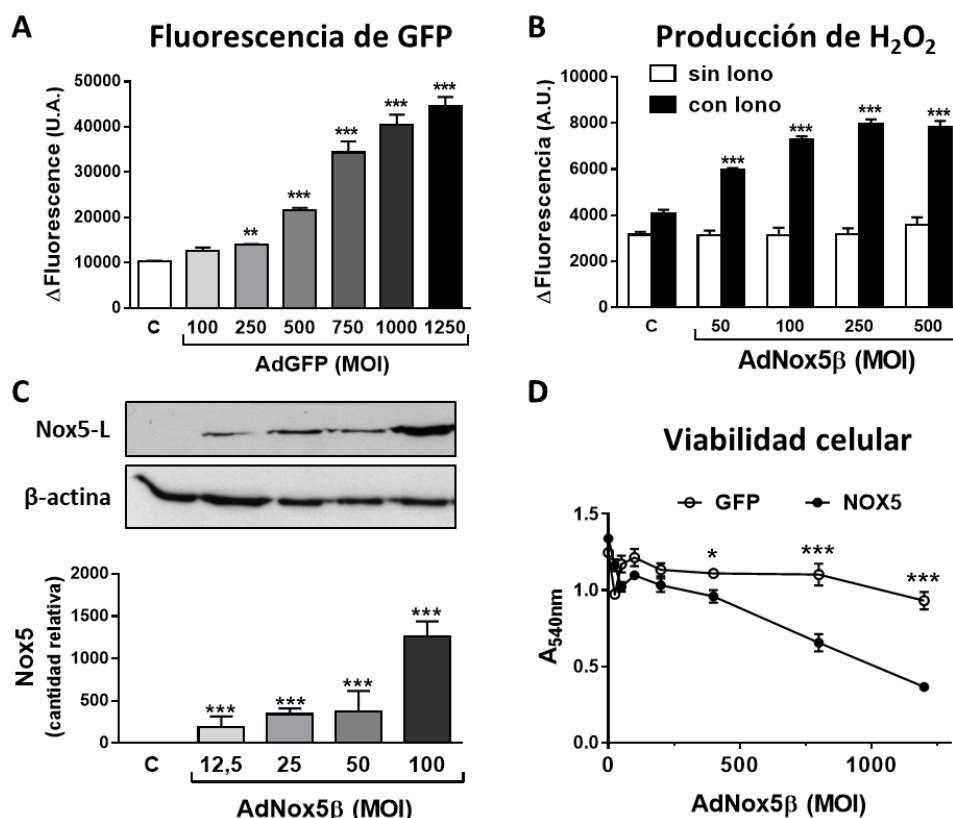 A
Fluorescencia de GFP
ΔFluorescence (U.A.)
50000
40000
30000
20000
10000
0
**
***
***
***
***
C 100 250 500 750 1000 1250
AdGFP (MOI)
B
Producción de H₂O₂
sin Iono
con Iono
ΔFluorescencia (A.U.)
10000
8000
6000
4000
2000
0
***
***
***
***
C 50 100 250 500
AdNox5β (MOI)
C
Nox5-L
β-actina
Nox5
(cantidad relativa)
2000
1500
1000
500
0
***
***
***
***
C 12,5 25 50 100
AdNox5β (MOI)
D
Viabilidad celular
GFP NOX5
A540nm
1.5
1.0
0.5
0.0
*
***
***
0 500 1000
AdNox5β (MOI)